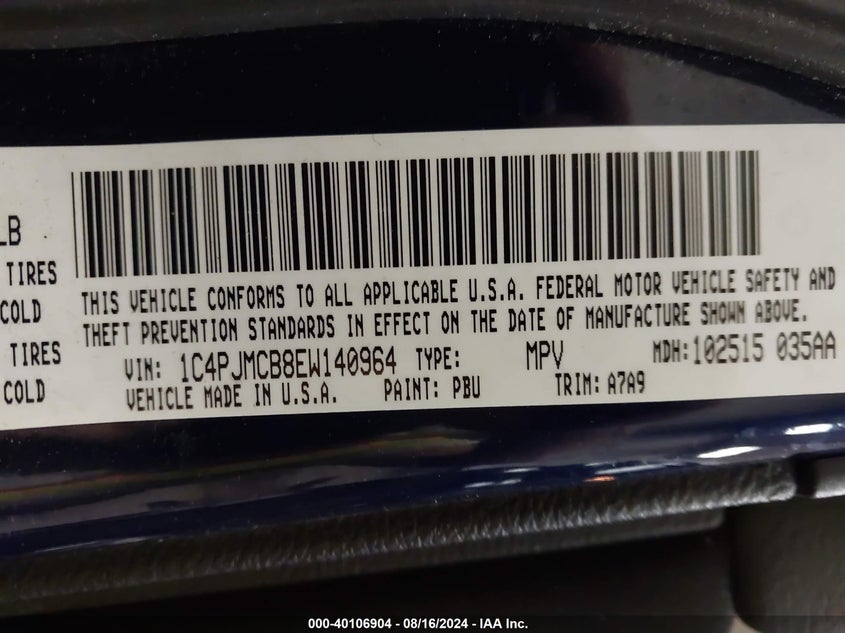 LB
TIRES
COLD
TIRES
COLD
THIS VEHICLE CONFORMS TO ALL APPLICABLE U.S.A. FEDERAL MOTOR VEHICLE SAFETY AND
THEFT PREVENTION STANDARDS IN EFFECT ON THE DATE OF MANUFACTURE SHOWN ABOVE.
VIN: 1C4PJMCB8EW140964 TYPE: MPV MDH:102515 035AA
VEHICLE MADE IN U.S.A. PAINT: PBU TRIM: A7A9
000-40106904 - 08/16/2024 - IAA Inc.